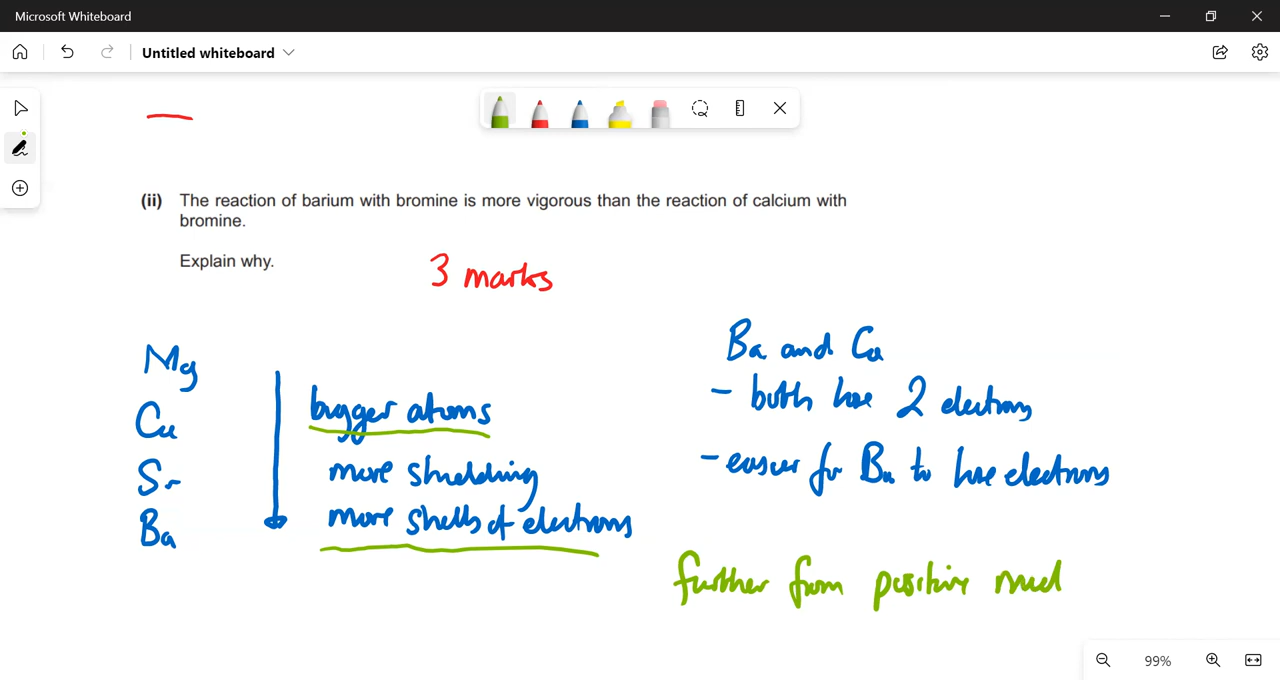 Microsoft Whiteboard
Untitled whiteboard
(ii) The reaction of barium with bromine is more vigorous than the reaction of calcium with
bromine.
Explain why.
3 marks
Mg
Ca
Sr
Ba
bigger atoms
more shielding
more shells of electrons
Ba and Ca
- both lose 2 electrons
- easier for Ba to lose electrons
further from positive nucl
99%